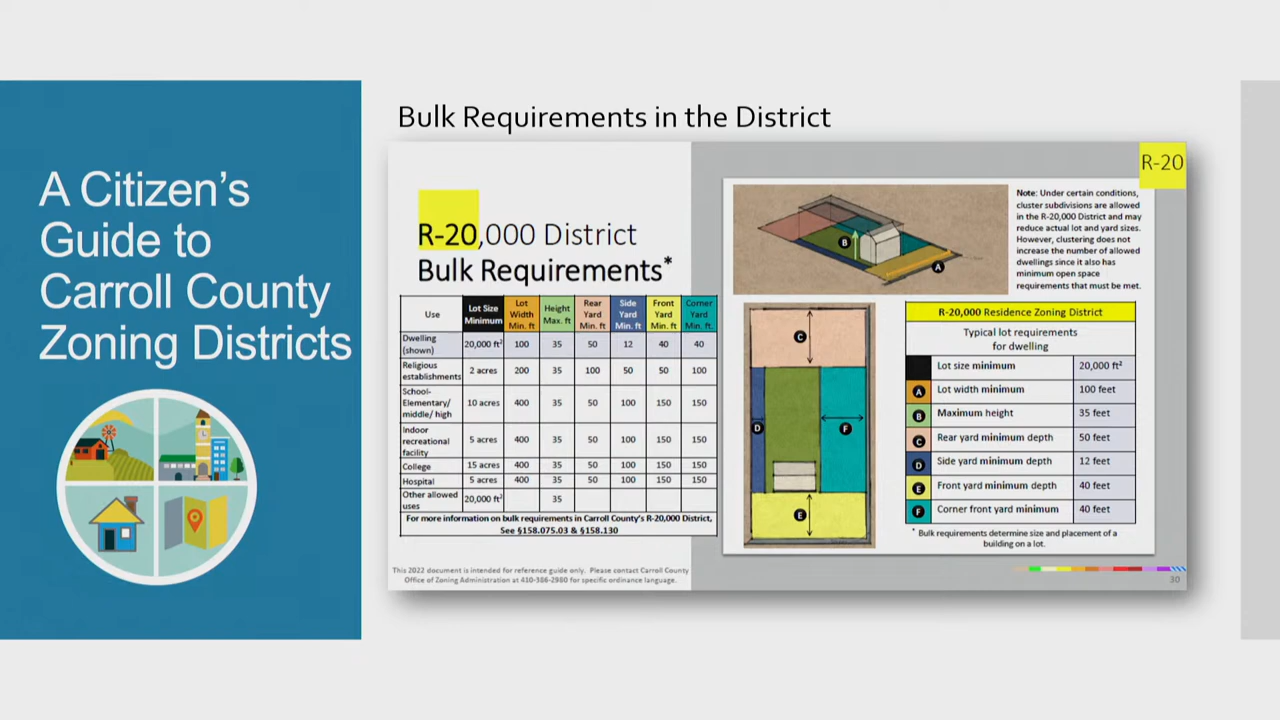 A Citizen's
Guide to
Carroll County
Zoning Districts
Bulk Requirements in the District
R-20
R-20,000 District
Bulk Requirements*
Use Lot Size Minimum Lot Width Min. ft Height Max. ft Rear Yard Min. ft Side Yard Min. ft Front Yard Min. ft Corner Yard Min. ft.
Dwelling (shown) 20,000 ft² 100 35 50 12 40 40
Religious establishments 2 acres 200 35 100 50 50 100
School- Elementary/ middle/ high 10 acres 400 35 50 100 150 150
Indoor recreational facility 5 acres 400 35 50 100 150 150
College 15 acres 400 35 50 100 150 150
Hospital 5 acres 400 35 50 100 150 150
Other allowed uses 20,000 ft² 35
For more information on bulk requirements in Carroll County's R-20,000 District,
See §158.075.03 & §158.130
This 2022 document is intended for reference guide only. Please contact Carroll County
Office of Zoning Administration at 410-386-2980 for specific ordinance language.
B
A
Note: Under certain conditions,
cluster subdivisions are allowed
in the R-20,000 District and may
reduce actual lot and yard sizes.
However, clustering does not
increase the number of allowed
dwellings since it also has
minimum open space
requirements that must be met.
C
D
F
E
R-20,000 Residence Zoning District
Typical lot requirements
for dwelling
Lot size minimum 20,000 ft²
A Lot width minimum 100 feet
B Maximum height 35 feet
C Rear yard minimum depth 50 feet
D Side yard minimum depth 12 feet
E Front yard minimum depth 40 feet
F Corner front yard minimum 40 feet
* Bulk requirements determine size and placement of a
building on a lot.
30